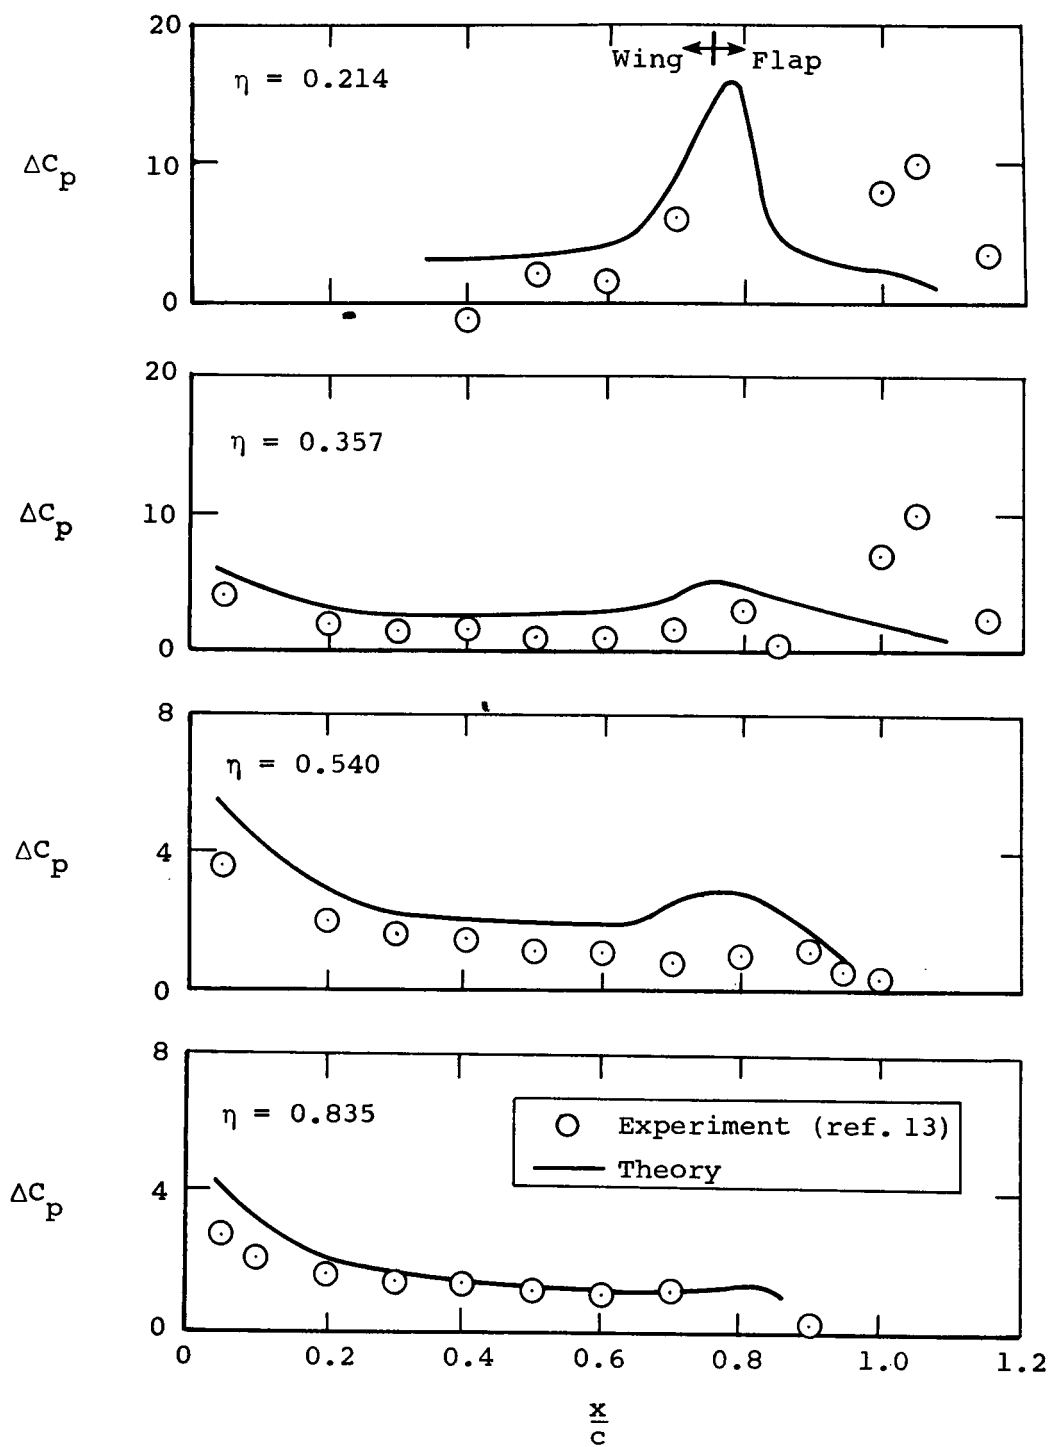 20
Wing Flap
η = 0.214
ΔCp
10
0
20
η = 0.357
ΔCp
10
0
8
η = 0.540
ΔCp
4
0
8
η = 0.835
Experiment (ref. 13)
Theory
ΔCp
4
0
0 0.2 0.4 0.6 0.8 1.0 1.2
x
c